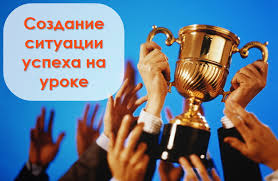 Создание
ситуации
успеха на
уроке